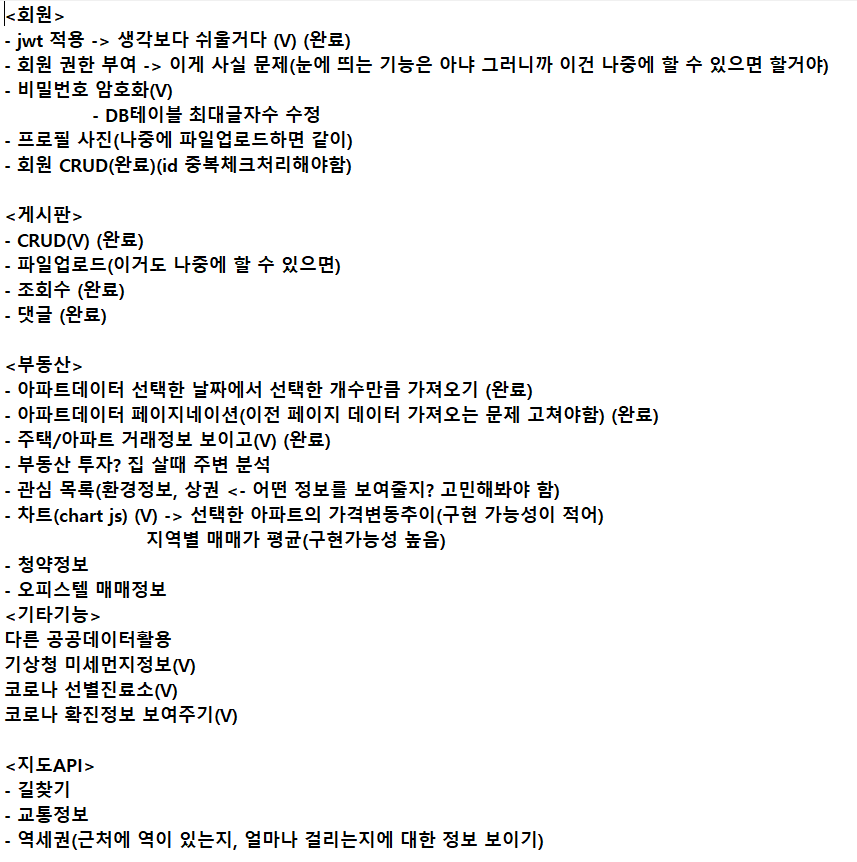 <회원>
- jwt 적용 -> 생각보다 쉬울거다 (V) (완료)
- 회원 권한 부여 -> 이게 사실 문제(눈에 띄는 기능은 아냐 그러니까 이건 나중에 할 수 있으면 할거야)
- 비밀번호 암호화(V)
- DB테이블 최대글자수 수정
- 프로필 사진(나중에 파일업로드하면 같이)
- 회원 CRUD(완료)(id 중복체크처리해야함)
<게시판>
- CRUD(V) (완료)
- 파일업로드(이거도 나중에 할 수 있으면)
- 조회수 (완료)
- 댓글 (완료)
<부동산>
- 아파트데이터 선택한 날짜에서 선택한 개수만큼 가져오기 (완료)
- 아파트데이터 페이지네이션(이전 페이지 데이터 가져오는 문제 고쳐야함) (완료)
- 주택/아파트 거래정보 보이고(V) (완료)
- 부동산 투자? 집 살때 주변 분석
- 관심 목록(환경정보, 상권 <- 어떤 정보를 보여줄지? 고민해봐야 함)
- 차트(chart js) (V) -> 선택한 아파트의 가격변동추이(구현 가능성이 적어)
지역별 매매가 평균(구현가능성 높음)
- 청약정보
- 오피스텔 매매정보
<기타기능>
다른 공공데이터활용
기상청 미세먼지정보(V)
코로나 선별진료소(V)
코로나 확진정보 보여주기(V)
<지도API>
- 길찾기
- 교통정보
- 역세권(근처에 역이 있는지, 얼마나 걸리는지에 대한 정보 보이기)